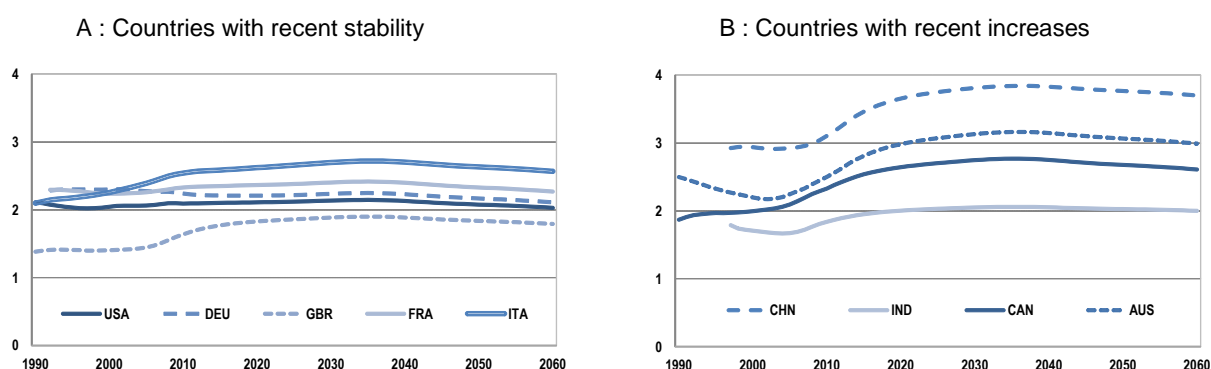 A : Countries with recent stability
4
3
2
1
0
USA DEU GBR FRA ITA
1990 2000 2010 2020 2030 2040 2050 2060
B : Countries with recent increases
4
3
2
1
0
CHN IND CAN AUS
1990 2000 2010 2020 2030 2040 2050 2060